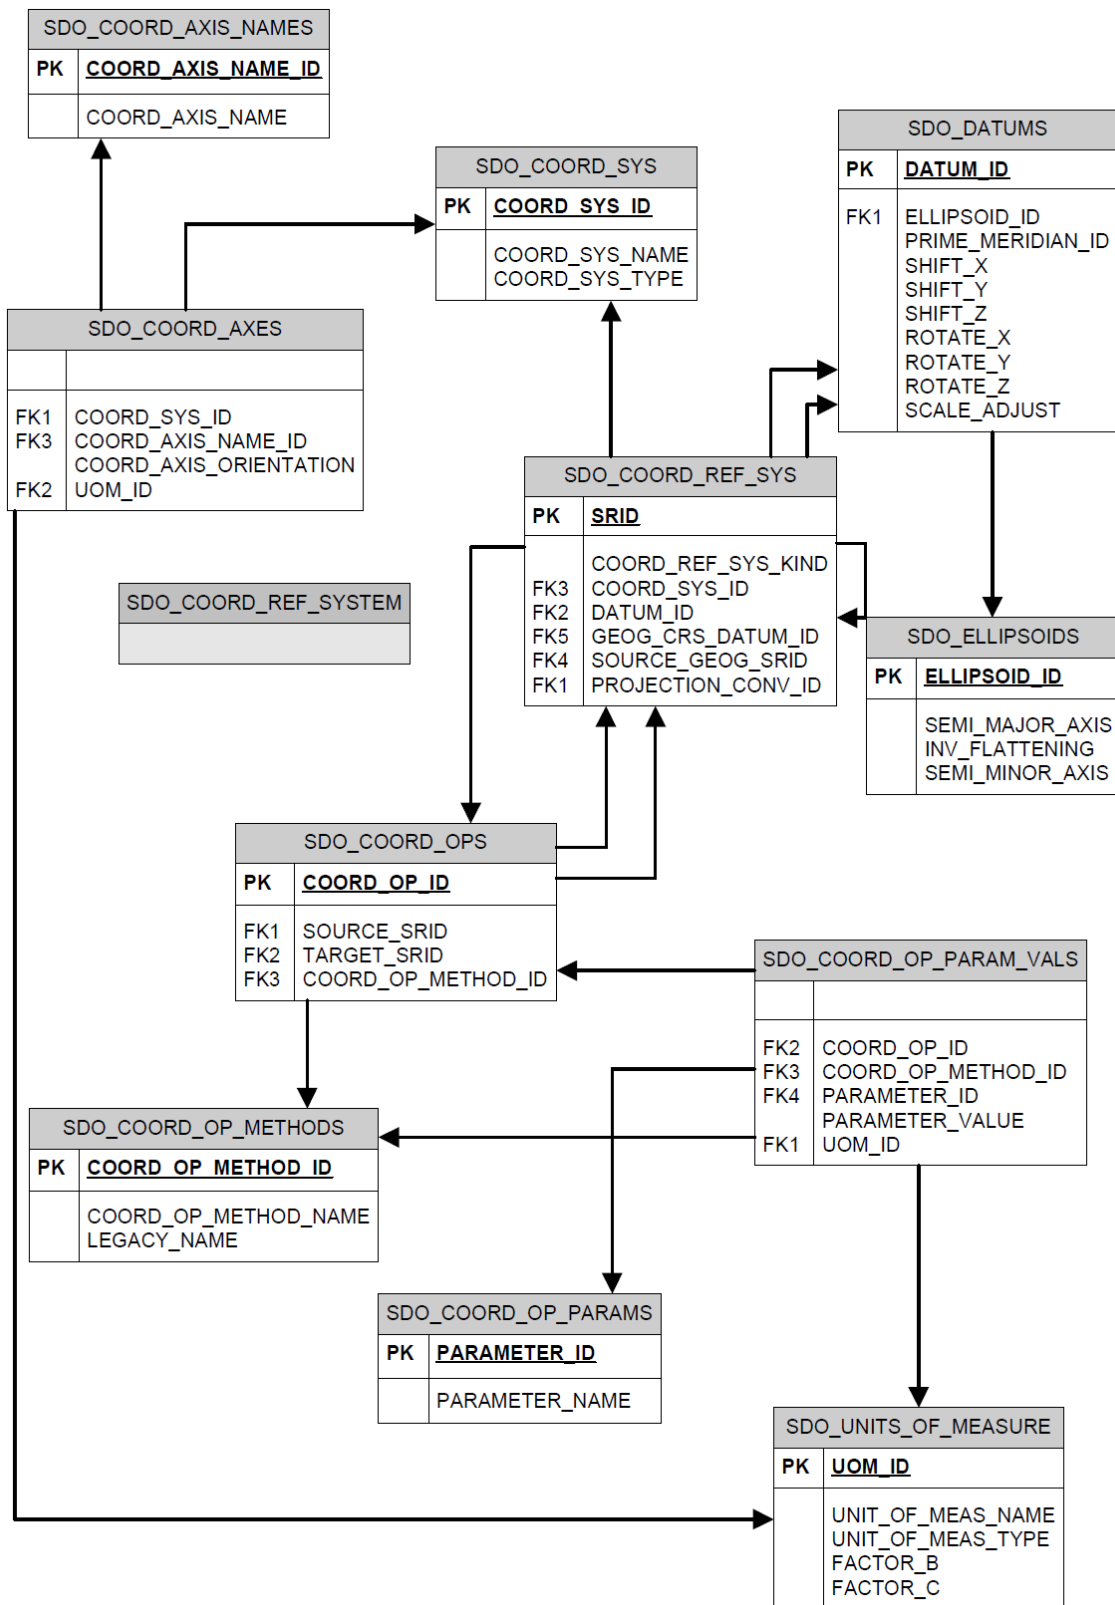 SDO_COORD_AXIS_NAMES
PK COORD_AXIS_NAME_ID
COORD_AXIS_NAME
SDO_COORD_SYS
PK COORD_SYS_ID
COORD_SYS_NAME
COORD_SYS_TYPE
SDO_DATUMS
PK DATUM_ID
FK1 ELLIPSOID_ID
PRIME_MERIDIAN_ID
SHIFT_X
SHIFT_Y
SHIFT_Z
ROTATE_X
ROTATE_Y
ROTATE_Z
SCALE_ADJUST
SDO_COORD_AXES
FK1 COORD_SYS_ID
FK3 COORD_AXIS_NAME_ID
COORD_AXIS_ORIENTATION
FK2 UOM_ID
SDO_COORD_REF_SYS
PK SRID
COORD_REF_SYS_KIND
FK3 COORD_SYS_ID
FK2 DATUM_ID
FK5 GEOG_CRS_DATUM_ID
FK4 SOURCE_GEOG_SRID
FK1 PROJECTION_CONV_ID
SDO_COORD_REF_SYSTEM
SDO_ELLIPSOIDS
PK ELLIPSOID_ID
SEMI_MAJOR_AXIS
INV_FLATTENING
SEMI_MINOR_AXIS
SDO_COORD_OPS
PK COORD_OP_ID
FK1 SOURCE_SRID
FK2 TARGET_SRID
FK3 COORD_OP_METHOD_ID
SDO_COORD_OP_PARAM_VALS
FK2 COORD_OP_ID
FK3 COORD_OP_METHOD_ID
FK4 PARAMETER_ID
PARAMETER_VALUE
FK1 UOM_ID
SDO_COORD_OP_METHODS
PK COORD_OP_METHOD_ID
COORD_OP_METHOD_NAME
LEGACY_NAME
SDO_COORD_OP_PARAMS
PK PARAMETER_ID
PARAMETER_NAME
SDO_UNITS_OF_MEASURE
PK UOM_ID
UNIT_OF_MEAS_NAME
UNIT_OF_MEAS_TYPE
FACTOR_B
FACTOR_C